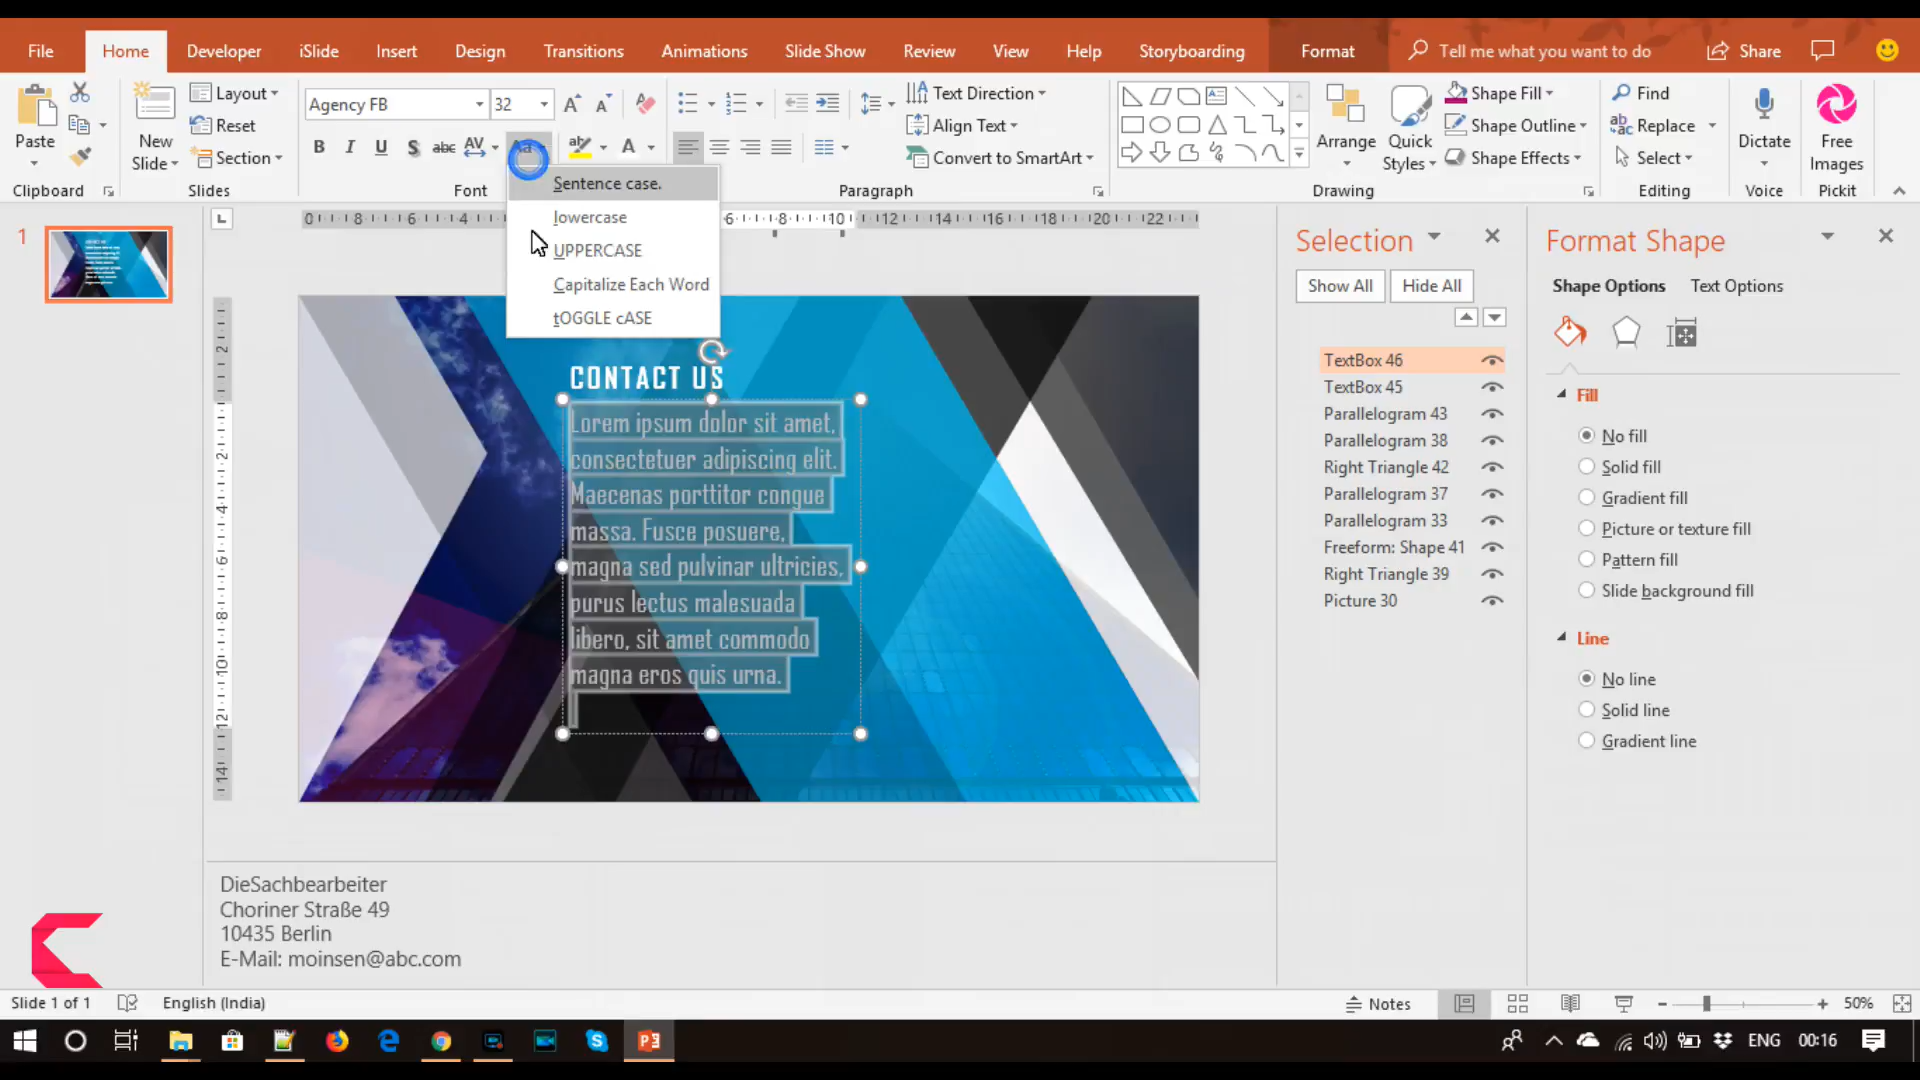 File Home Developer iSlide Insert Design Transitions Animations Slide Show Review View Help Storyboarding Format Tell me what you want to do Share
Paste
Clipboard
New Slide
Layout
Reset
Section
Slides
Agency FB 32
B I U S abc AV Aa A
Font
Text Direction
Align Text
Convert to SmartArt
Paragraph
Arrange
Quick Styles
Shape Fill
Shape Outline
Shape Effects
Drawing
Find
Replace
Select
Editing
Dictate
Voice
Free Images
Pickit
Sentence case.
lowercase
UPPERCASE
Capitalize Each Word
tOGGLE cASE
1
CONTACT US
Lorem ipsum dolor sit amet,
consectetuer adipiscing elit.
Maecenas porttitor congue
massa. Fusce posuere,
magna sed pulvinar ultricies,
purus lectus malesuada
libero, sit amet commodo
magna eros quis urna.
Selection
Show All Hide All
TextBox 46
TextBox 45
Parallelogram 43
Parallelogram 38
Right Triangle 42
Parallelogram 37
Parallelogram 33
Freeform: Shape 41
Right Triangle 39
Picture 30
Format Shape
Shape Options Text Options
Fill
No fill
Solid fill
Gradient fill
Picture or texture fill
Pattern fill
Slide background fill
Line
No line
Solid line
Gradient line
DieSachbearbeiter
Choriner Straße 49
10435 Berlin
E-Mail: moinsen@abc.com
Slide 1 of 1 English (India) Notes 50%
ENG 00:16